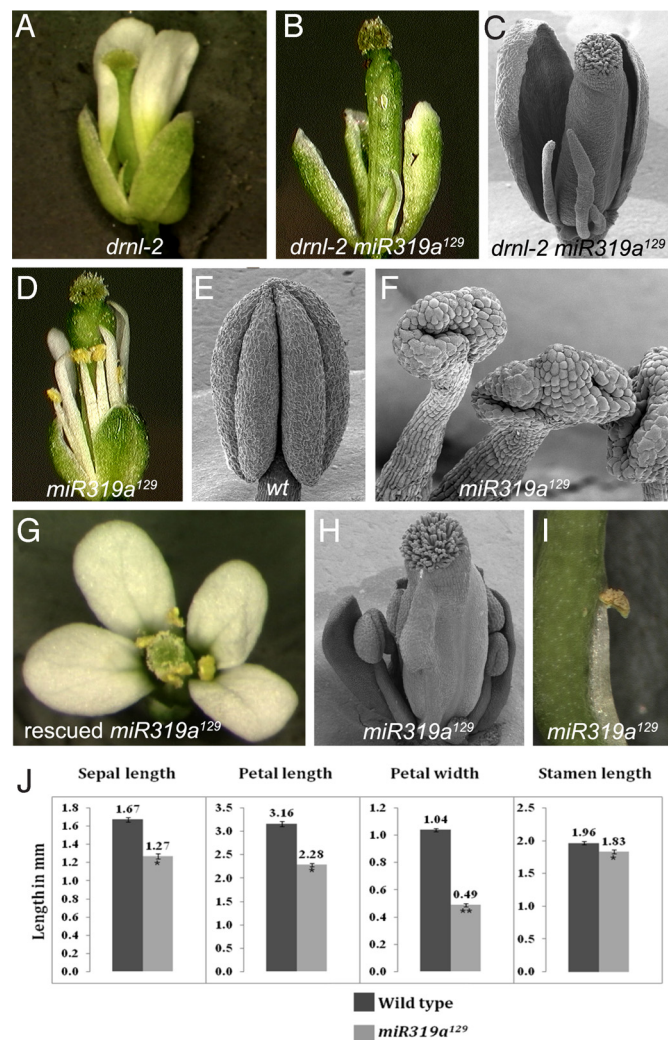 A
drnl-2
B
drnl-2 miR319a¹²⁹
C
drnl-2 miR319a¹²⁹
D
miR319a¹²⁹
E
wt
F
miR319a¹²⁹
G
rescued miR319a¹²⁹
H
miR319a¹²⁹
I
miR319a¹²⁹
J
Sepal length
Petal length
Petal width
Stamen length
Length in mm
1.8
1.6
1.4
1.2
1.0
0.8
0.6
0.4
0.2
0.0
1.67
1.27
*
3.5
3.0
2.5
2.0
1.5
1.0
0.5
0.0
3.16
2.28
*
1.2
1.0
0.8
0.6
0.4
0.2
0.0
1.04
0.49
**
2.5
2.0
1.5
1.0
0.5
0.0
1.96
1.83
*
Wild type
miR319a¹²⁹